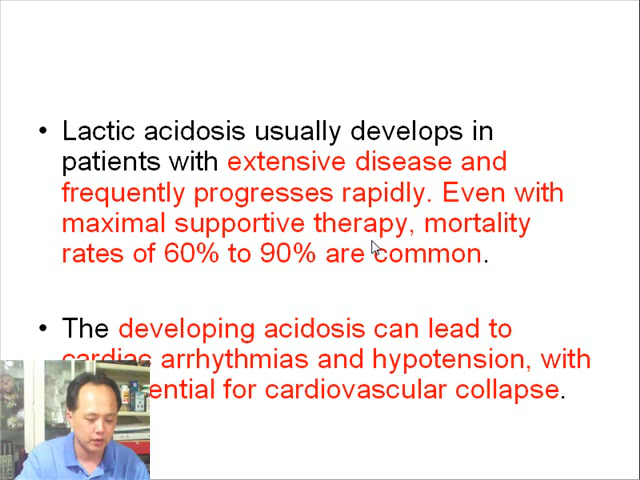 • Lactic acidosis usually develops in
patients with extensive disease and
frequently progresses rapidly. Even with
maximal supportive therapy, mortality
rates of 60% to 90% are common.
• The developing acidosis can lead to
cardiac arrhythmias and hypotension, with
for cardiovascular collapse.